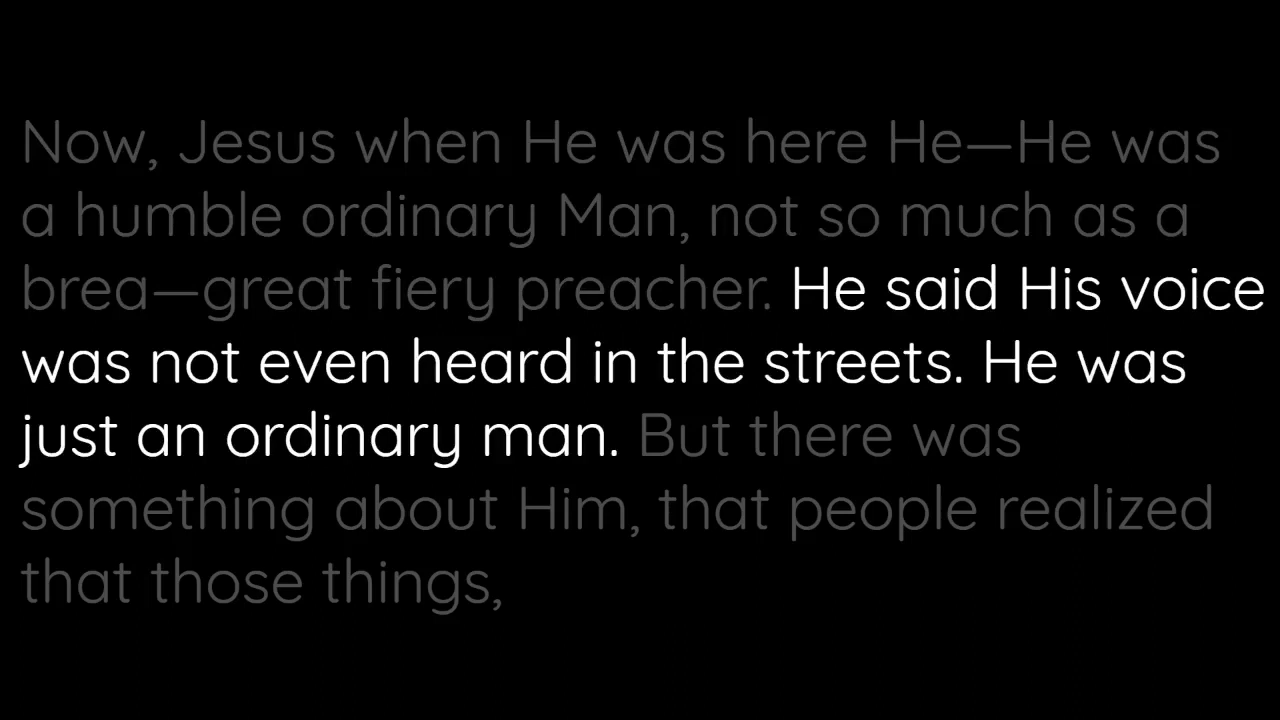 Now, Jesus when He was here He—He was
a humble ordinary Man, not so much as a
brea—great fiery preacher. He said His voice
was not even heard in the streets. He was
just an ordinary man. But there was
something about Him, that people realized
that those things,